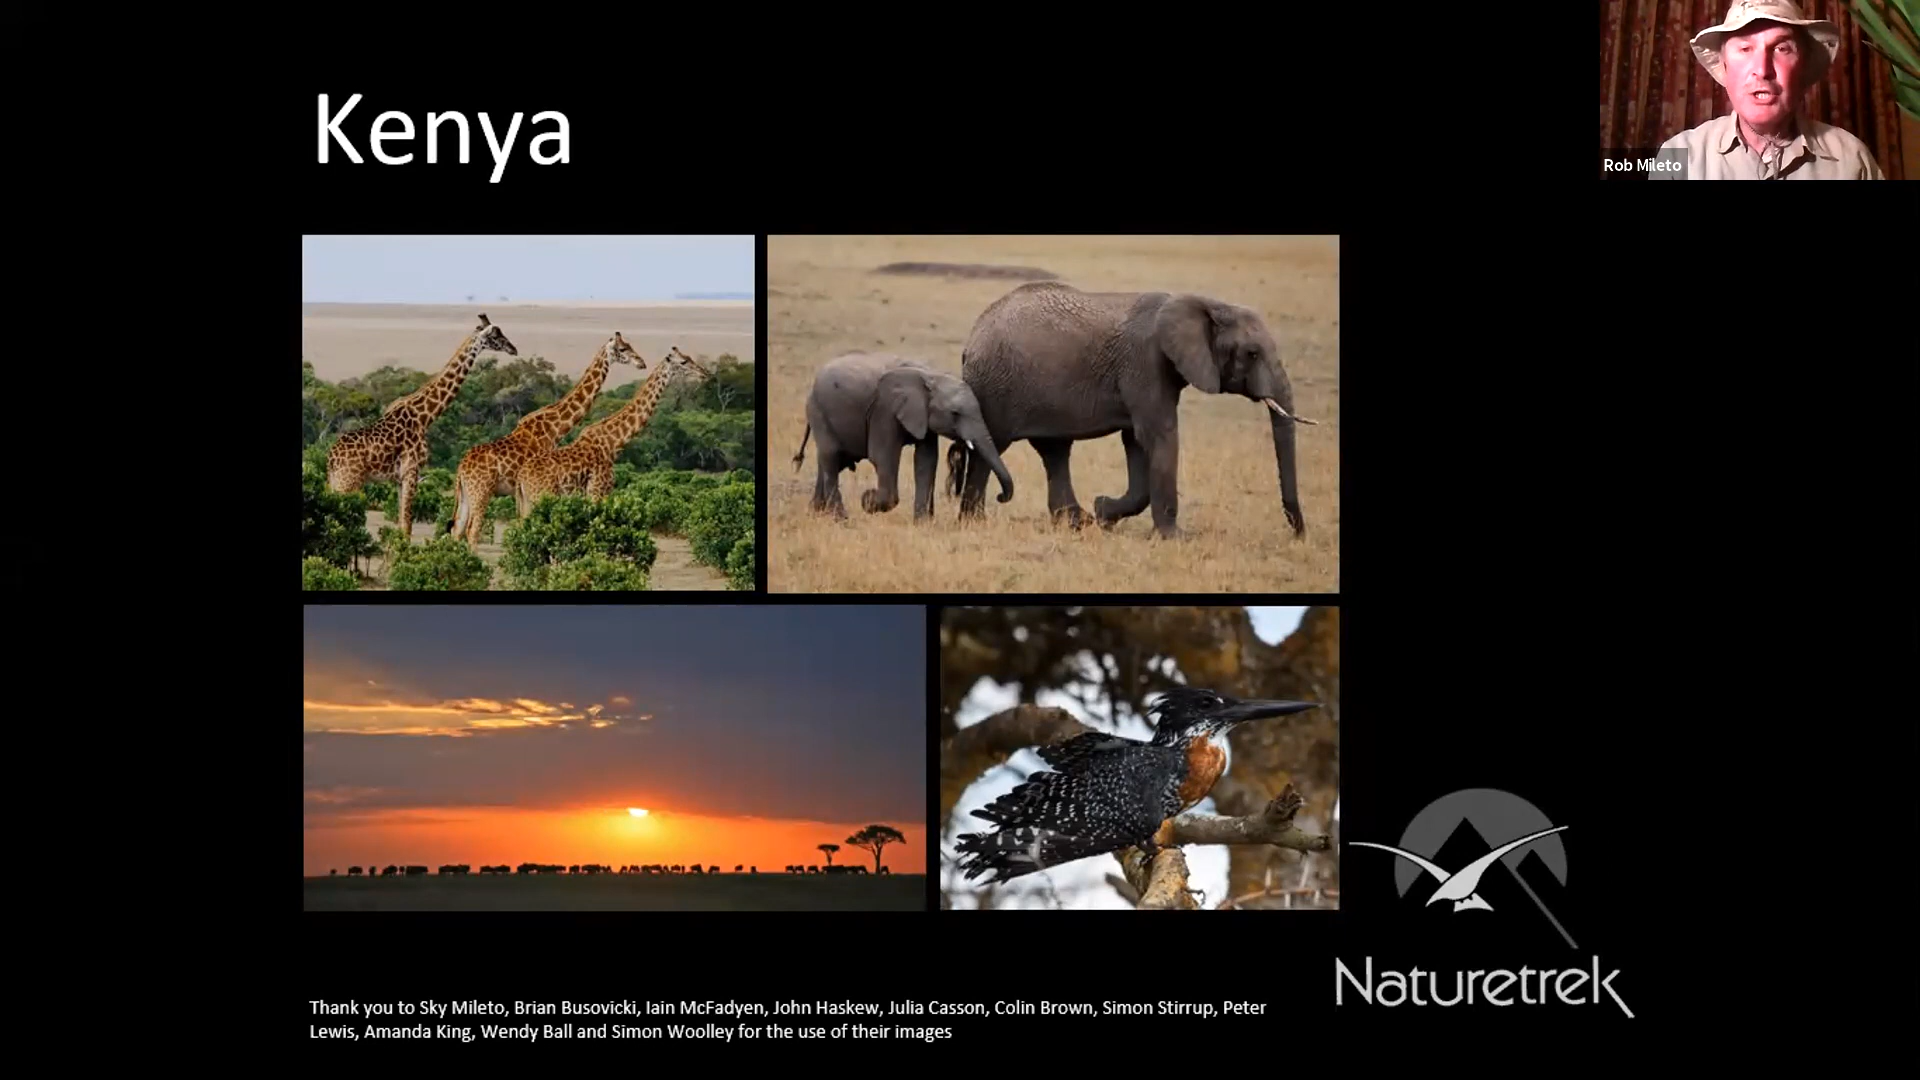 Kenya
Rob Mileto
Naturetrek
Thank you to Sky Mileto, Brian Busovicki, Iain McFadyen, John Haskew, Julia Casson, Colin Brown, Simon Stirrup, Peter
Lewis, Amanda King, Wendy Ball and Simon Woolley for the use of their images